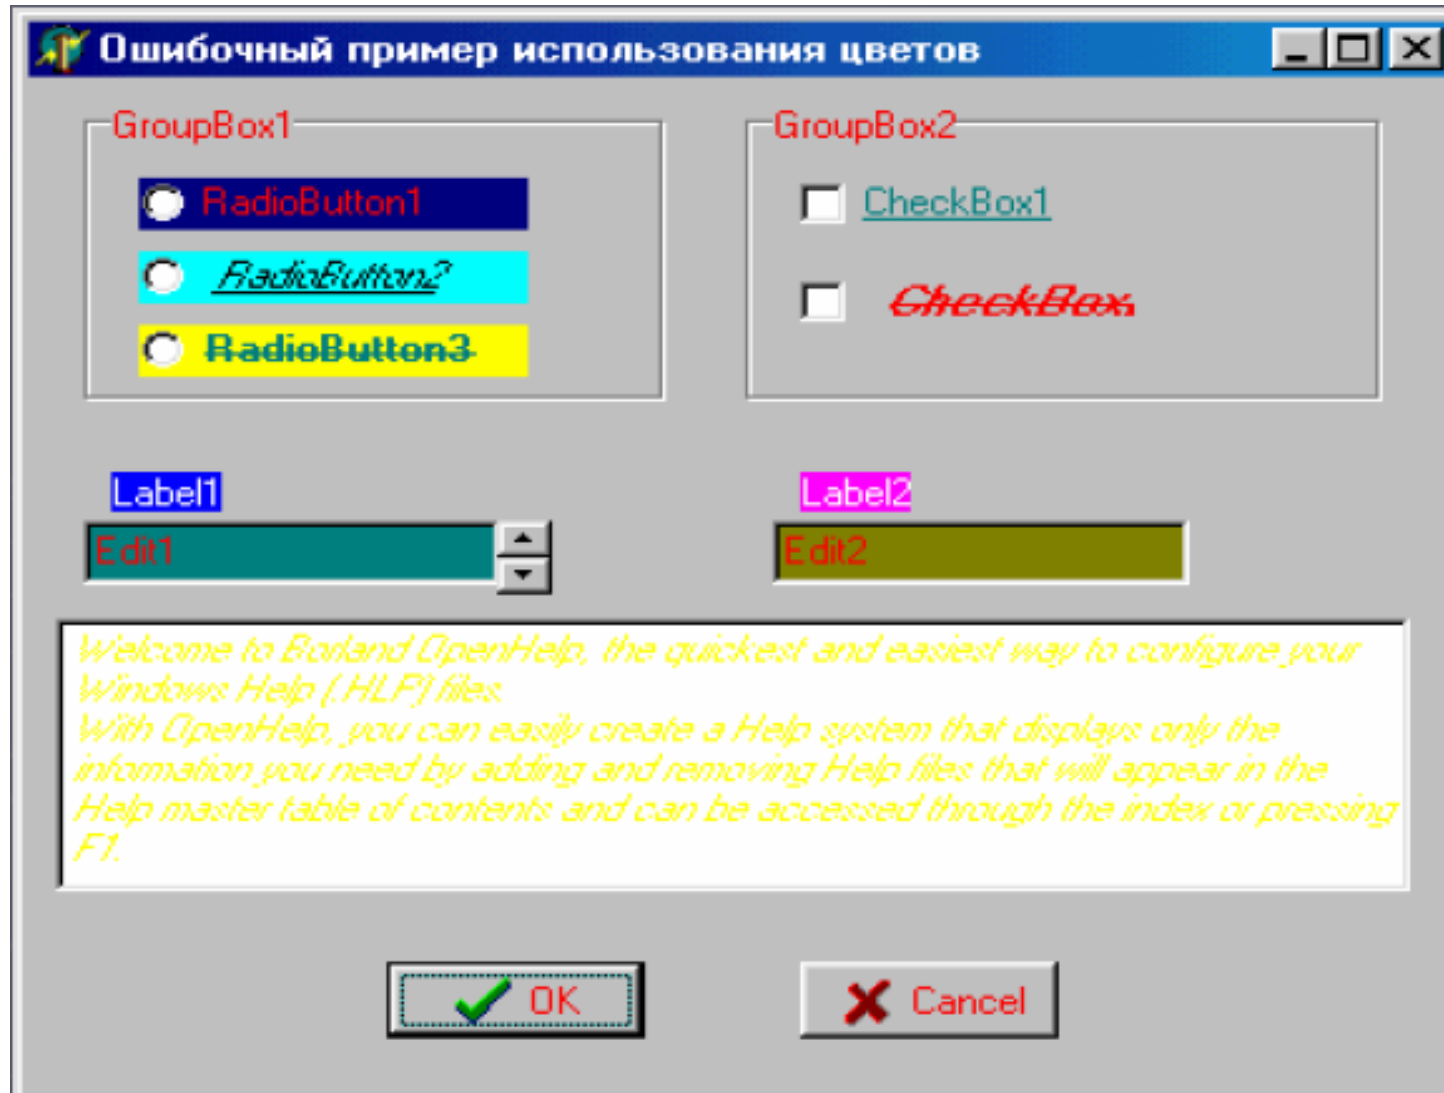 Ошибочный пример использования цветов
GroupBox1
RadioButton1
RadioButton2
RadioButton3
GroupBox2
CheckBox1
CheckBox
Label1
Edit1
Label2
Edit2
Welcome to Borland OpenHelp, the quickest and easiest way to configure your
Windows Help (.HLP) files.
With OpenHelp, you can easily create a Help system that displays only the
information you need by adding and removing Help files that will appear in the
Help master table of contents and can be accessed through the index or pressing
F1.
OK
Cancel